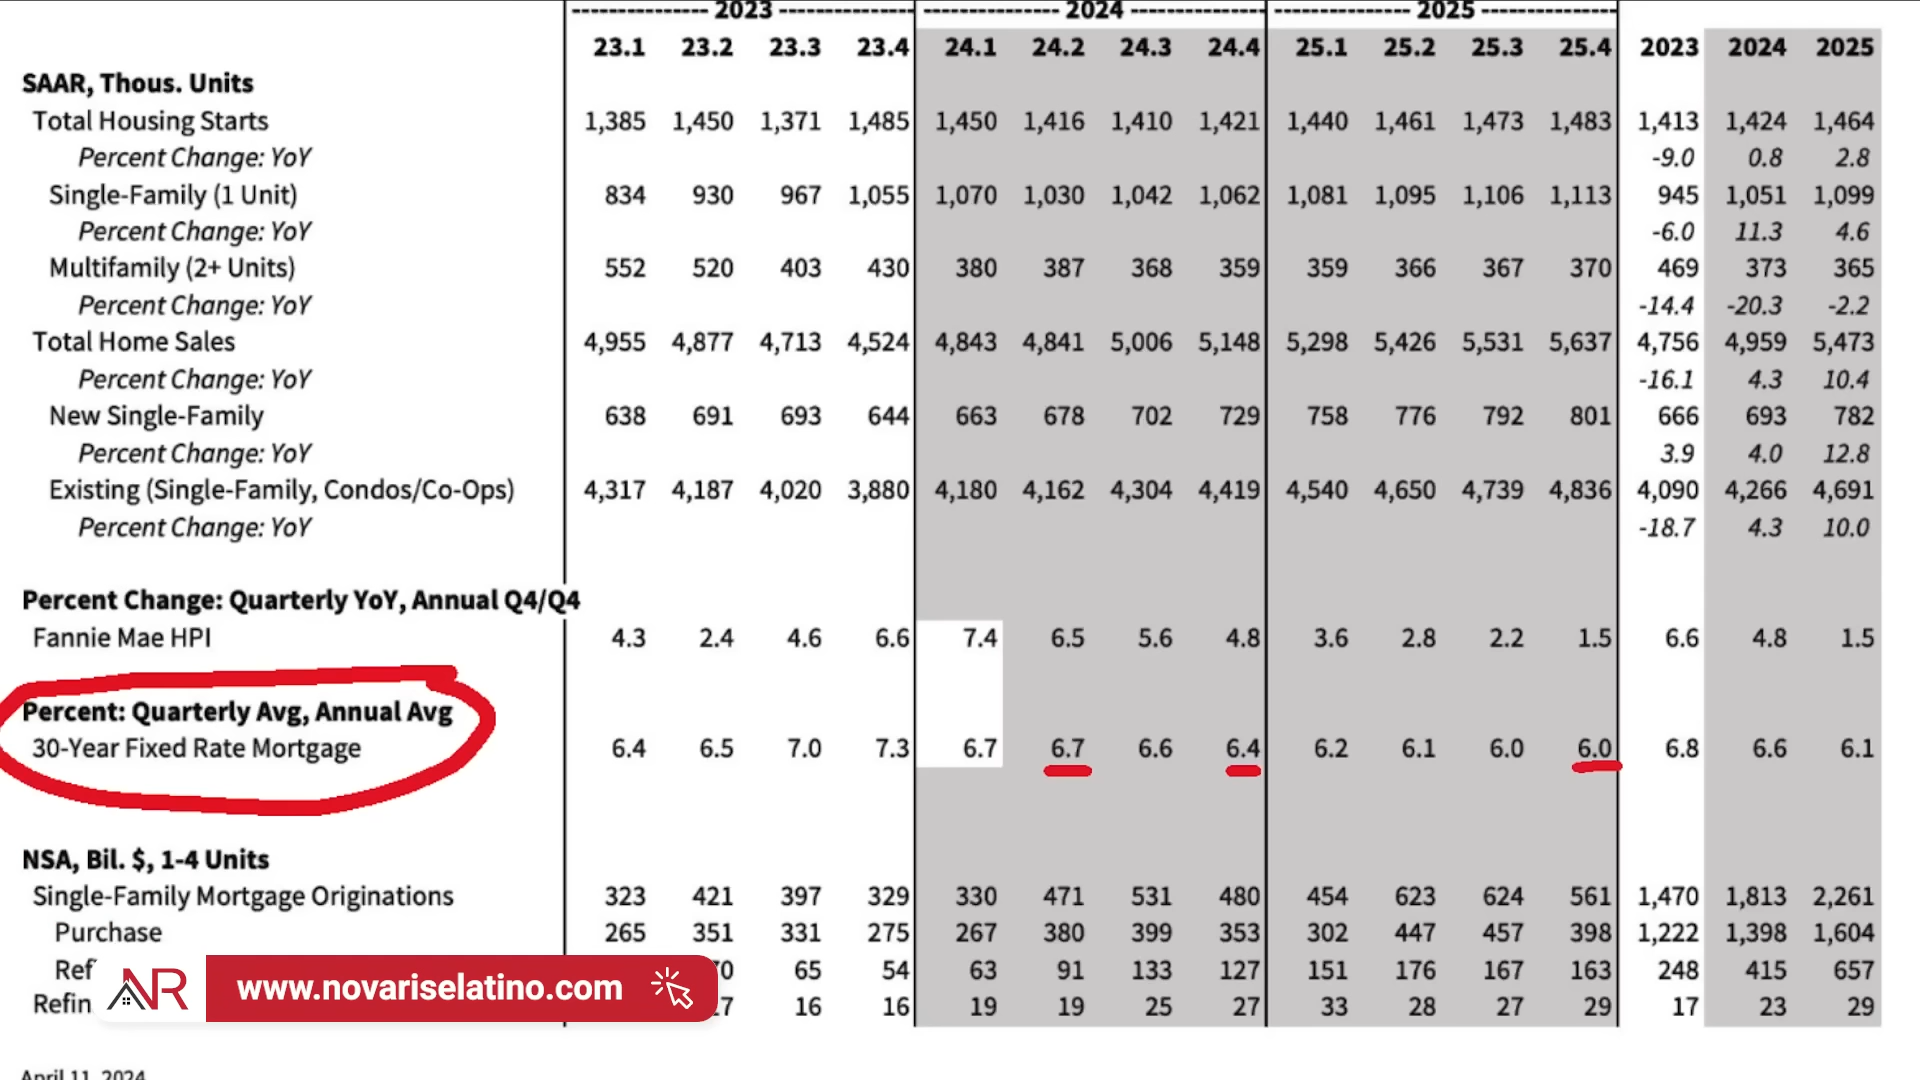 2023 2024 2025
23.1 23.2 23.3 23.4 24.1 24.2 24.3 24.4 25.1 25.2 25.3 25.4 2023 2024 2025
SAAR, Thous. Units
Total Housing Starts 1,385 1,450 1,371 1,485 1,450 1,416 1,410 1,421 1,440 1,461 1,473 1,483 1,413 1,424 1,464
Percent Change: YoY -9.0 0.8 2.8
Single-Family (1 Unit) 834 930 967 1,055 1,070 1,030 1,042 1,062 1,081 1,095 1,106 1,113 945 1,051 1,099
Percent Change: YoY -6.0 11.3 4.6
Multifamily (2+ Units) 552 520 403 430 380 387 368 359 359 366 367 370 469 373 365
Percent Change: YoY -14.4 -20.3 -2.2
Total Home Sales 4,955 4,877 4,713 4,524 4,843 4,841 5,006 5,148 5,298 5,426 5,531 5,637 4,756 4,959 5,473
Percent Change: YoY -16.1 4.3 10.4
New Single-Family 638 691 693 644 663 678 702 729 758 776 792 801 666 693 782
Percent Change: YoY 3.9 4.0 12.8
Existing (Single-Family, Condos/Co-Ops) 4,317 4,187 4,020 3,880 4,180 4,162 4,304 4,419 4,540 4,650 4,739 4,836 4,090 4,266 4,691
Percent Change: YoY -18.7 4.3 10.0
Percent Change: Quarterly YoY, Annual Q4/Q4
Fannie Mae HPI 4.3 2.4 4.6 6.6 7.4 6.5 5.6 4.8 3.6 2.8 2.2 1.5 6.6 4.8 1.5
Percent: Quarterly Avg, Annual Avg
30-Year Fixed Rate Mortgage 6.4 6.5 7.0 7.3 6.7 6.7 6.6 6.4 6.2 6.1 6.0 6.0 6.8 6.6 6.1
NSA, Bil. $, 1-4 Units
Single-Family Mortgage Originations 323 421 397 329 330 471 531 480 454 623 624 561 1,470 1,813 2,261
Purchase 265 351 331 275 267 380 399 353 302 447 457 398 1,222 1,398 1,604
65 54 63 91 133 127 151 176 167 163 248 415 657
16 16 19 19 25 27 33 28 27 29 17 23 29
NR www.novariselatino.com
April 11, 2024